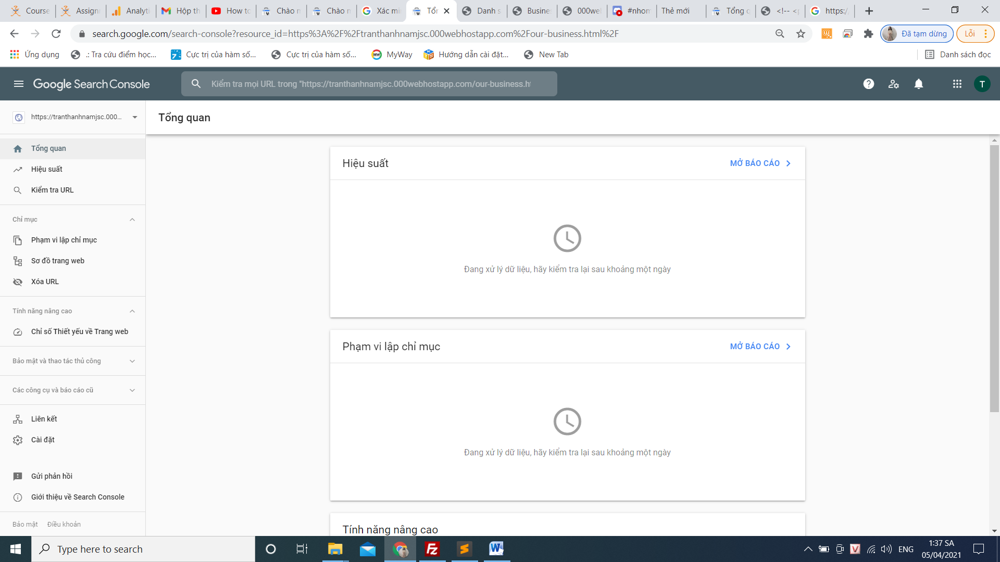 Course
Assign
Analyti
Hộp th
How to
Chào n
Chào n
Xác mi
Tổn
Danh s
Busine
000we
#nhom
Thẻ mới
Tổng q
<!-- <p
https:/
search.google.com/search-console?resource_id=https%3A%2F%2Ftranthanhnamjsc.000webhostapp.com%2Four-business.html%2F
Đã tạm dừng
Lỗi
Ứng dụng
.: Tra cứu điểm học...
Cực trị của hàm số...
Cực trị của hàm số...
MyWay
Hướng dẫn cài đặt...
New Tab
Danh sách đọc
Google Search Console
Kiểm tra mọi URL trong "https://tranthanhnamjsc.000webhostapp.com/our-business.ht
T
https://tranthanhnamjsc.000...
Tổng quan
Tổng quan
Hiệu suất
Kiểm tra URL
Chỉ mục
Phạm vi lập chỉ mục
Sơ đồ trang web
Xóa URL
Tính năng nâng cao
Chỉ số Thiết yếu về Trang web
Bảo mật và thao tác thủ công
Các công cụ và báo cáo cũ
Liên kết
Cài đặt
Gửi phản hồi
Giới thiệu về Search Console
Bảo mật Điều khoản
Hiệu suất
MỞ BÁO CÁO
Đang xử lý dữ liệu, hãy kiểm tra lại sau khoảng một ngày
Phạm vi lập chỉ mục
MỞ BÁO CÁO
Đang xử lý dữ liệu, hãy kiểm tra lại sau khoảng một ngày
Tính năng nâng cao
Type here to search
ENG
1:37 SA
05/04/2021